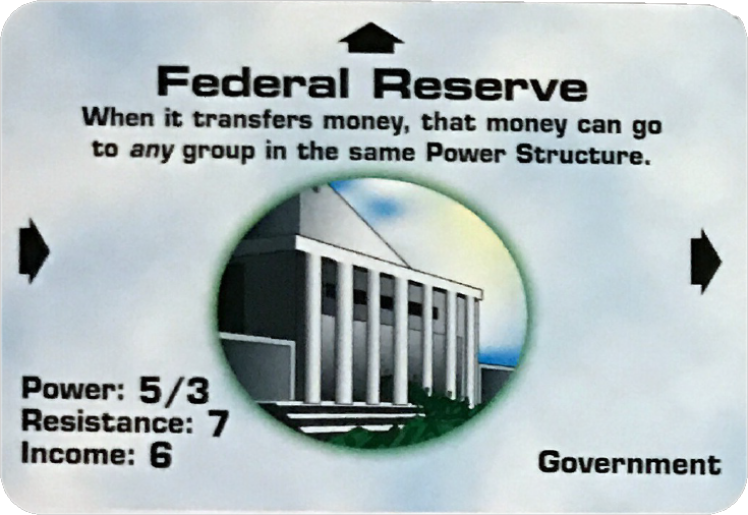 Federal Reserve
When it transfers money, that money can go
to any group in the same Power Structure.
Power: 5/3
Resistance: 7
Income: 6
Government